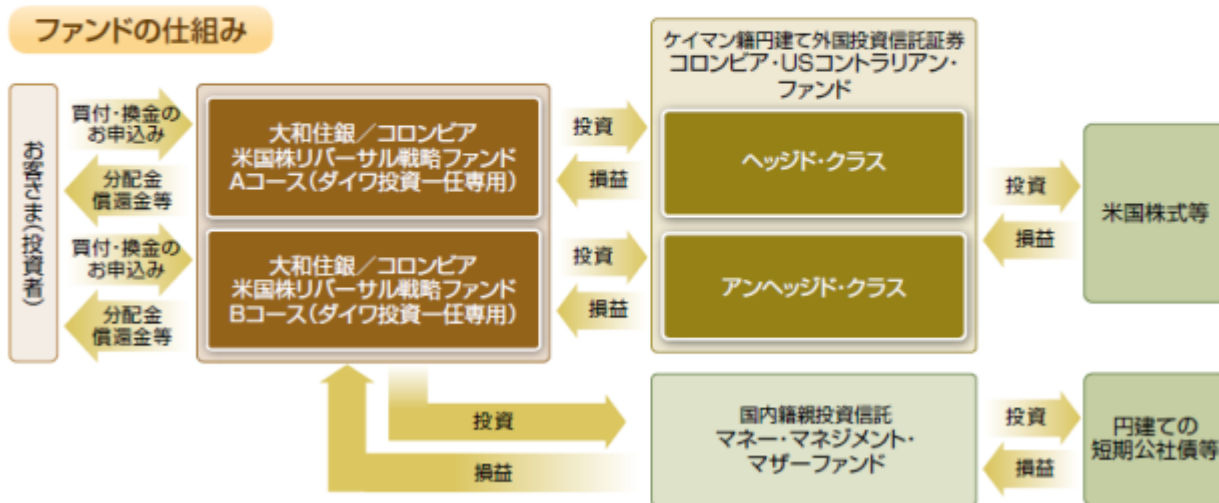 ファンドの仕組み
お客さま(投資者)
買付・換金の
お申込み
分配金
償還金等
買付・換金の
お申込み
分配金
償還金等
大和住銀/コロンビア
米国株リバーサル戦略ファンド
Aコース(ダイワ投資一任専用)
大和住銀/コロンビア
米国株リバーサル戦略ファンド
Bコース(ダイワ投資一任専用)
投資
損益
投資
損益
ケイマン籍円建て外国投資信託証券
コロンビア・USコントラリアン・
ファンド
ヘッジド・クラス
アンヘッジド・クラス
投資
損益
米国株式等
投資
損益
国内籍親投資信託
マネー・マネジメント・
マザーファンド
投資
損益
円建ての
短期公社債等